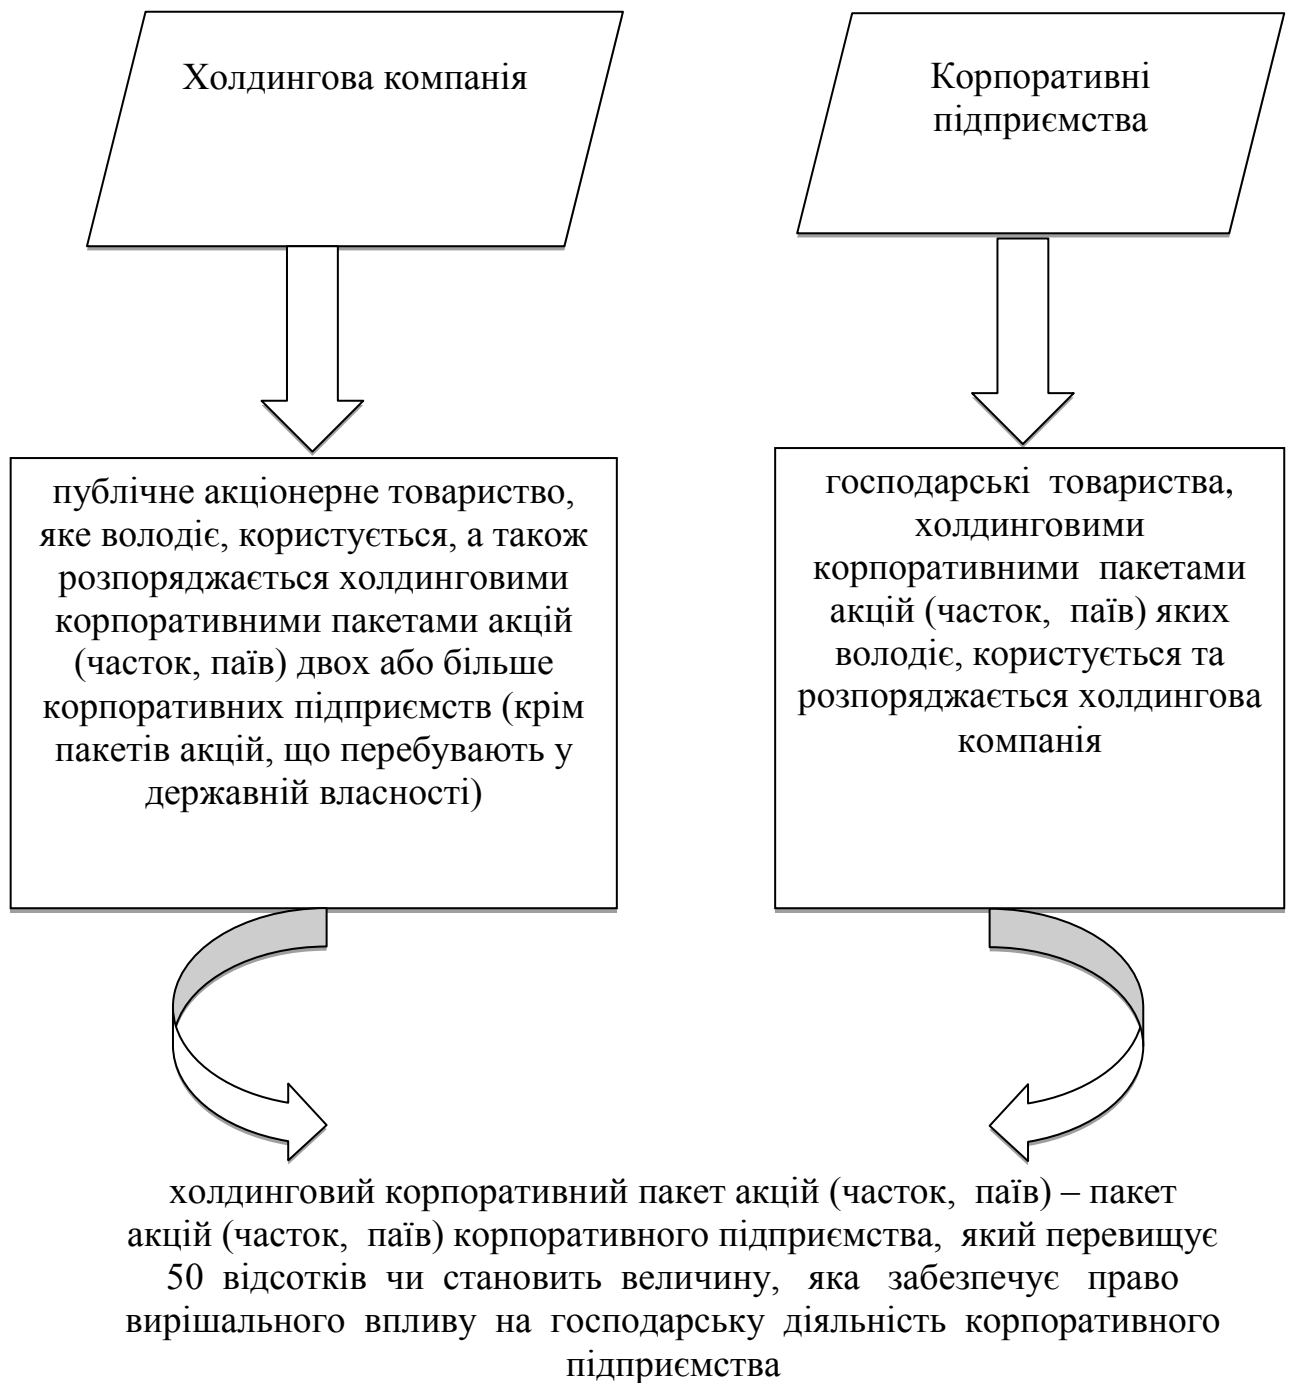 Холдингова компанія
Корпоративні
підприємства
публічне акціонерне товариство,
яке володіє, користується, а також
розпоряджається холдинговими
корпоративними пакетами акцій
(часток, паїв) двох або більше
корпоративних підприємств (крім
пакетів акцій, що перебувають у
державній власності)
господарські товариства,
холдинговими
корпоративними пакетами
акцій (часток, паїв) яких
володіє, користується та
розпоряджається холдингова
компанія
холдинговий корпоративний пакет акцій (часток, паїв) – пакет
акцій (часток, паїв) корпоративного підприємства, який перевищує
50 відсотків чи становить величину, яка забезпечує право
вирішального впливу на господарську діяльність корпоративного
підприємства